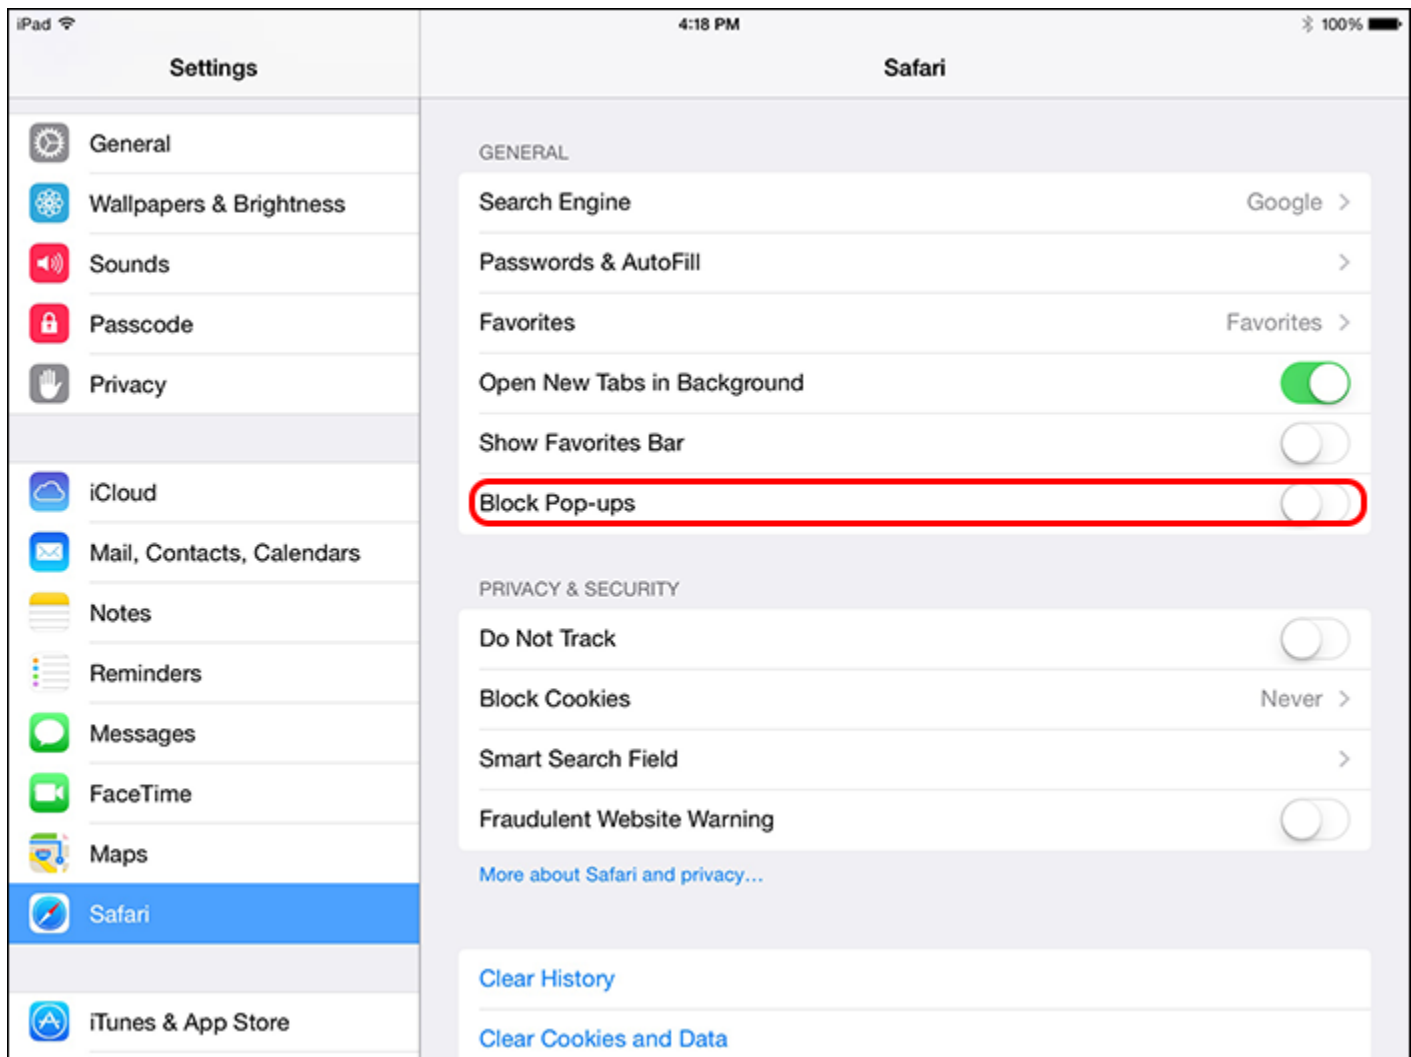 iPad
4:18 PM
100%
Settings
Safari
General
Wallpapers & Brightness
Sounds
Passcode
Privacy
iCloud
Mail, Contacts, Calendars
Notes
Reminders
Messages
FaceTime
Maps
Safari
iTunes & App Store
GENERAL
Search Engine Google
Passwords & AutoFill
Favorites Favorites
Open New Tabs in Background
Show Favorites Bar
Block Pop-ups
PRIVACY & SECURITY
Do Not Track
Block Cookies Never
Smart Search Field
Fraudulent Website Warning
More about Safari and privacy...
Clear History
Clear Cookies and Data